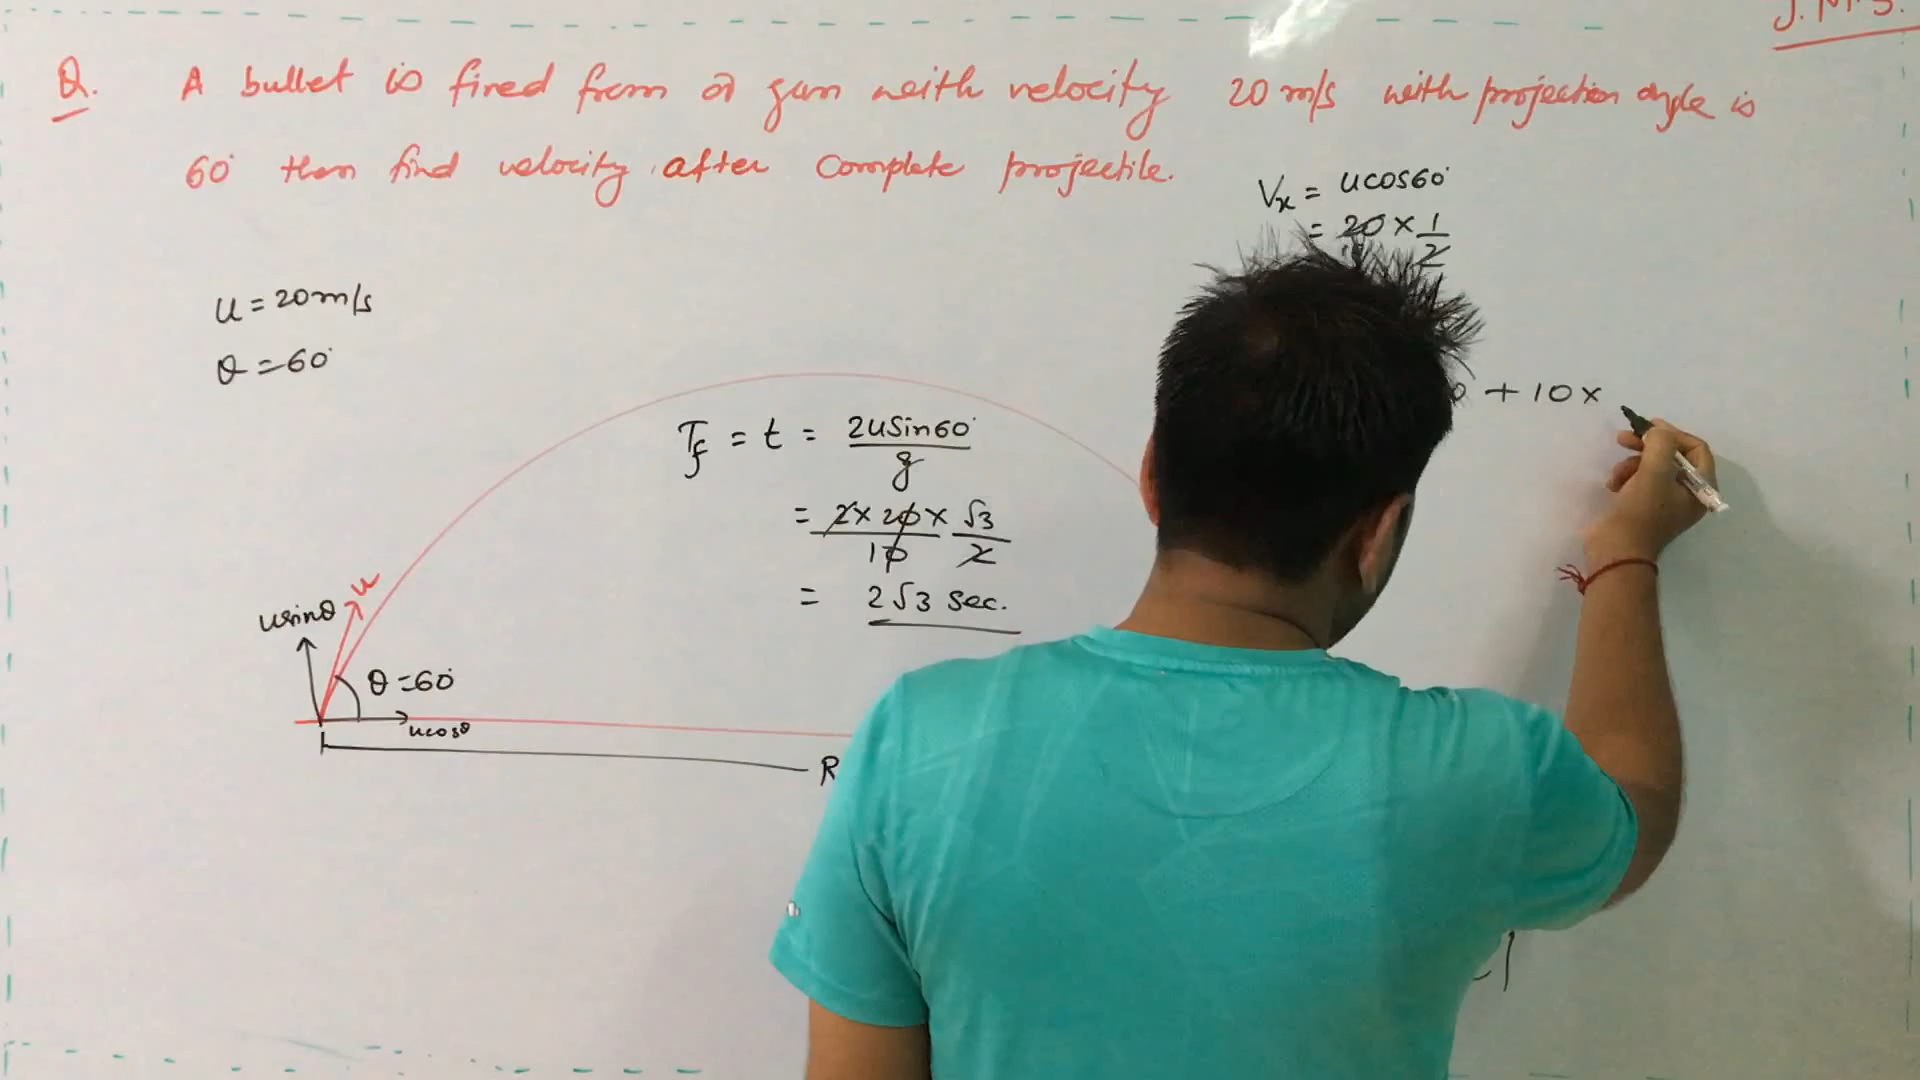 J.M.S.
Q. A bullet is fired from a gun with velocity 20 m/s with projection angle is
60° then find velocity after complete projectile.
Vx = ucos60°
= 20 × 1/2
u = 20m/s
θ = 60°
+ 10×
Tf = t = 2uSin60°/g
= 2×20×/10 √3/2
= 2√3 sec.
u
usinθ
θ = 60°
ucosθ
R